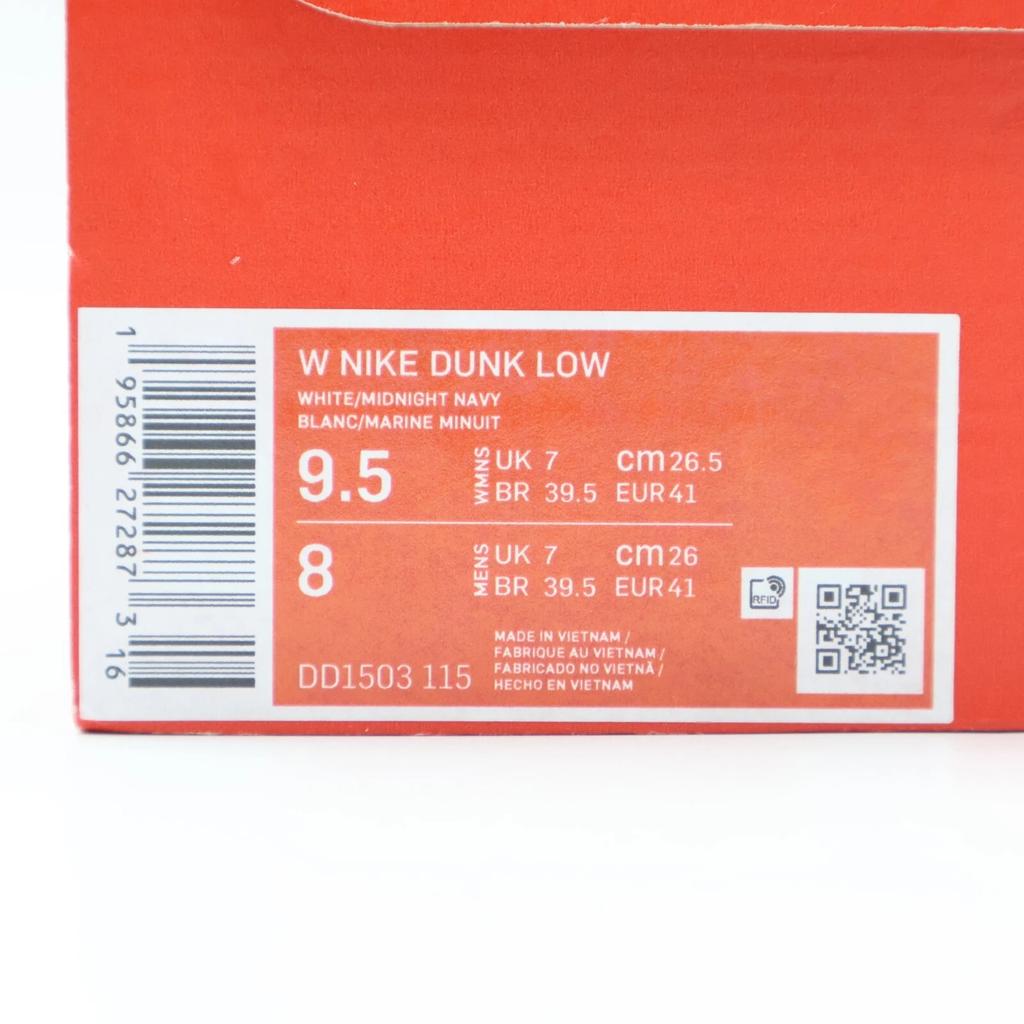 W NIKE DUNK LOW
WHITE/MIDNIGHT NAVY
BLANC/MARINE MINUIT
9.5 WMNS UK 7 cm 26.5
BR 39.5 EUR 41
8 MENS UK 7 cm 26
BR 39.5 EUR 41
RFID
MADE IN VIETNAM /
FABRIQUE AU VIETNAM /
FABRICADO NO VIETNÃ /
HECHO EN VIETNAM
DD1503 115
1 95866 27287 3 16